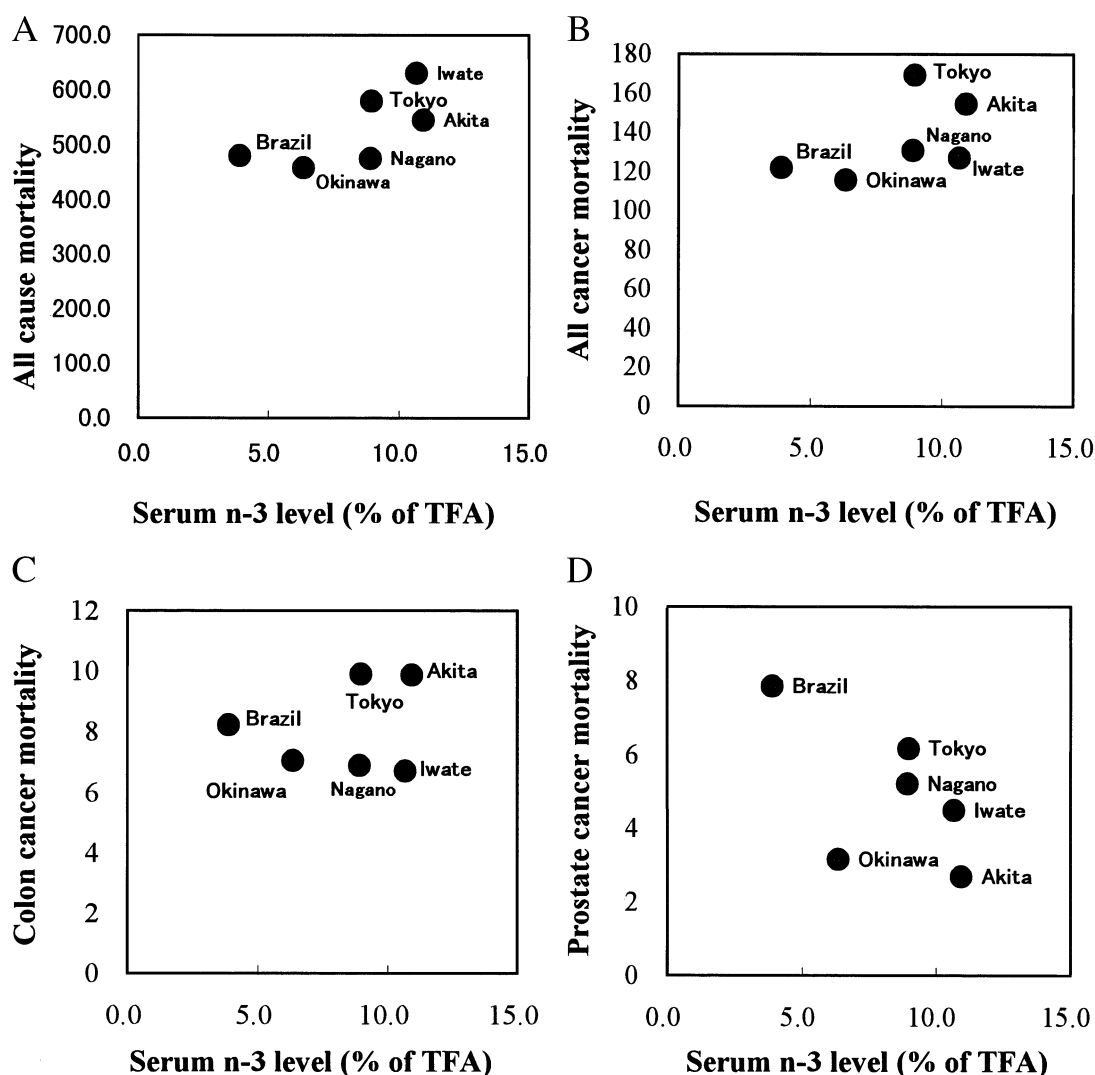 A
All cause mortality
700.0
600.0
500.0
400.0
300.0
200.0
100.0
0.0
Iwate
Tokyo
Akita
Brazil
Nagano
Okinawa
0.0 5.0 10.0 15.0
Serum n-3 level (% of TFA)
B
All cancer mortality
180
160
140
120
100
80
60
40
20
0
Tokyo
Akita
Nagano
Brazil
Iwate
Okinawa
0.0 5.0 10.0 15.0
Serum n-3 level (% of TFA)
C
Colon cancer mortality
12
10
8
6
4
2
0
Akita
Tokyo
Brazil
Iwate
Okinawa
Nagano
0.0 5.0 10.0 15.0
Serum n-3 level (% of TFA)
D
Prostate cancer mortality
10
8
6
4
2
0
Brazil
Tokyo
Nagano
Iwate
Okinawa
Akita
0.0 5.0 10.0 15.0
Serum n-3 level (% of TFA)